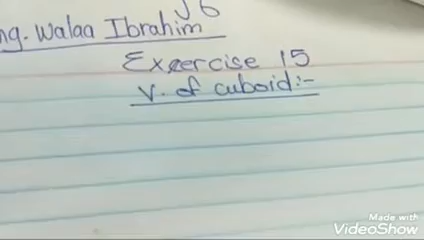 ng. Walaa Ibrahim
Exercise 15
V. of cuboid:-
Made with
VideoShow